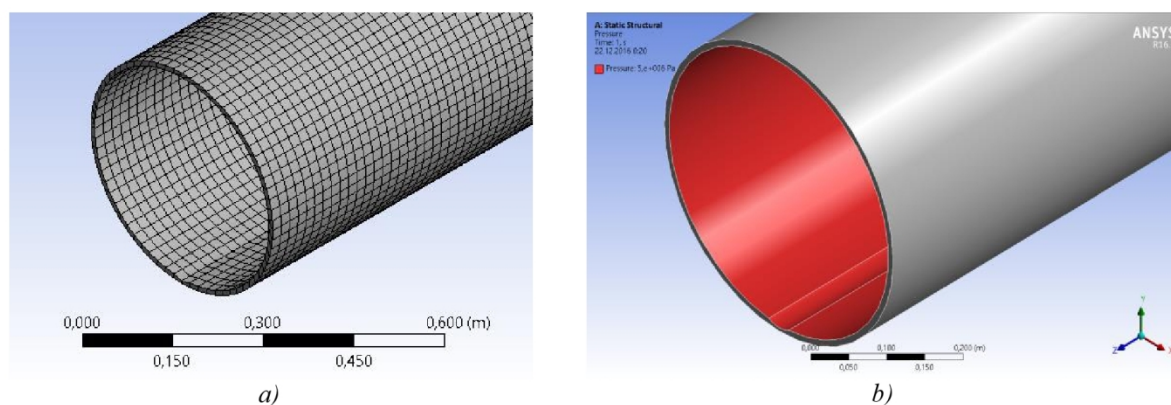 0,000 0,300 0,600 (m)
0,150 0,450
a)
A: Static Structural
Pressure
Time: 1, s
22.12.2016 8:20
Pressure: 5,e+006 Pa
ANSYS
0,000 0,100 0,200 (m)
0,050 0,150
Y
Z
X
b)